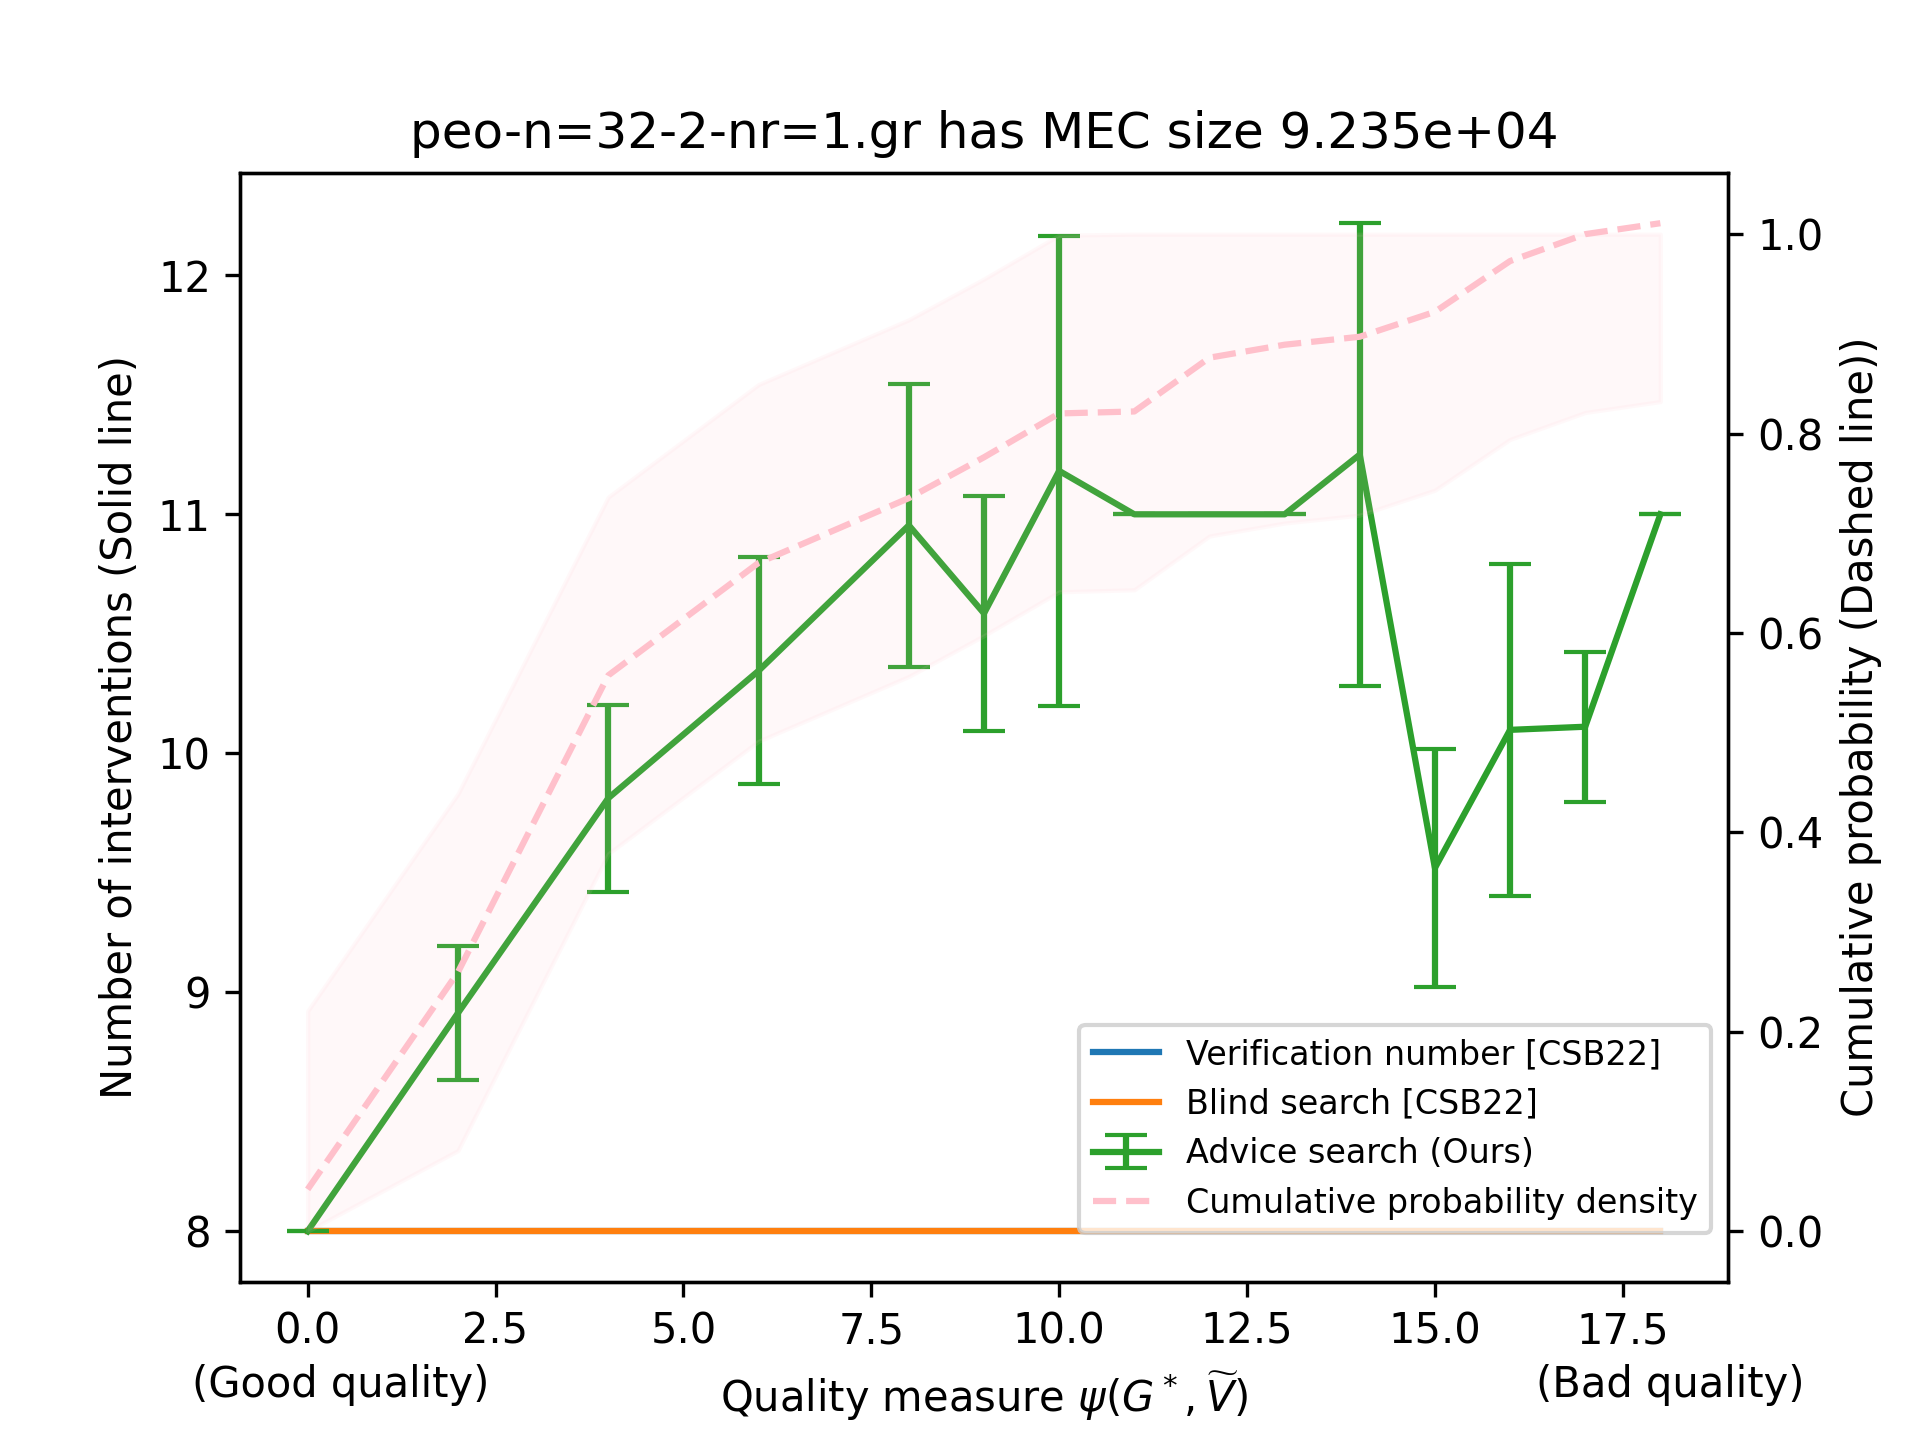 peo-n=32-2-nr=1.gr has MEC size 9.235e+04
Number of interventions (Solid line)
12
11
10
9
8
1.0
0.8
0.6
0.4
0.2
0.0
Cumulative probability (Dashed line))
Verification number [CSB22]
Blind search [CSB22]
Advice search (Ours)
Cumulative probability density
0.0 2.5 5.0 7.5 10.0 12.5 15.0 17.5
(Good quality) (Bad quality)
Quality measure ψ(G*, Ṽ)